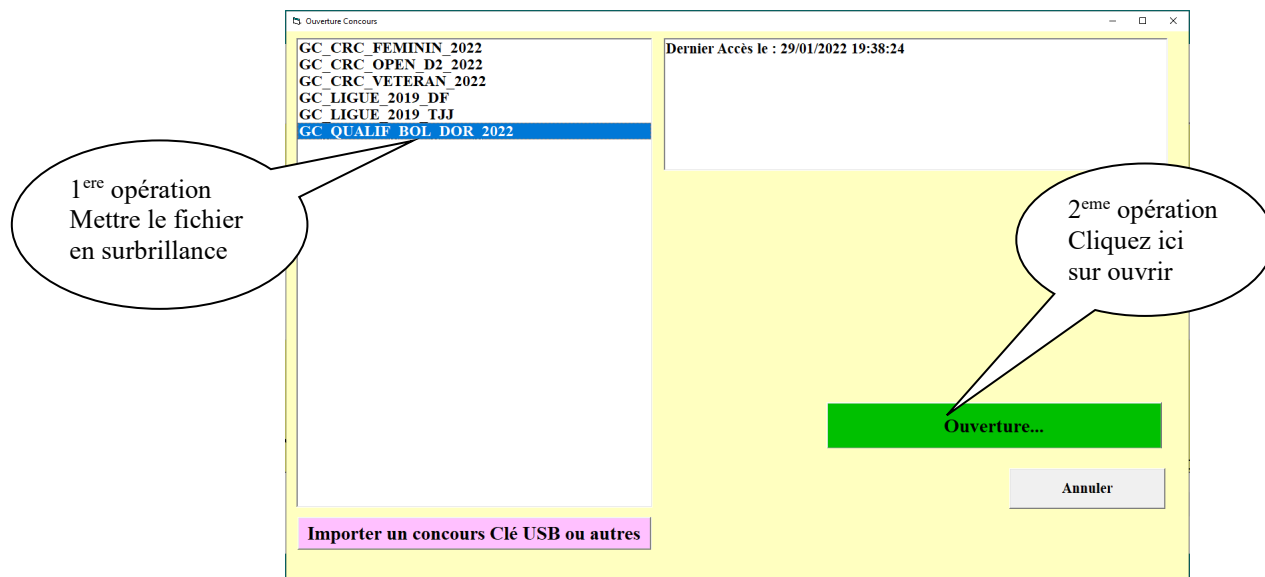 Ouverture Concours
GC_CRC_FEMININ_2022
GC_CRC_OPEN_D2_2022
GC_CRC_VETERAN_2022
GC_LIGUE_2019_DF
GC_LIGUE_2019_TJJ
GC_QUALIF_BOL_DOR_2022
Dernier Accès le : 29/01/2022 19:38:24
1ere opération
Mettre le fichier
en surbrillance
2eme opération
Cliquez ici
sur ouvrir
Ouverture...
Annuler
Importer un concours Clé USB ou autres